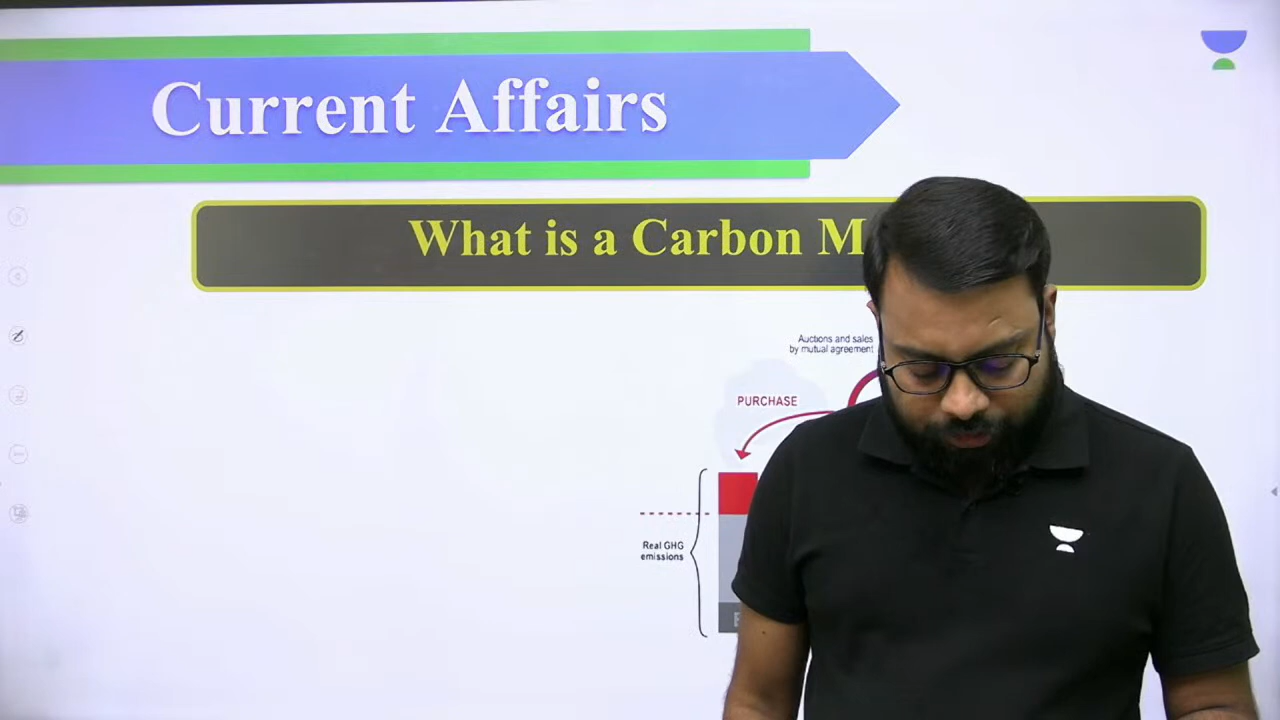 Current Affairs
What is a Carbon M
Auctions and sales
by mutual agreement
PURCHASE
Real GHG
emissions